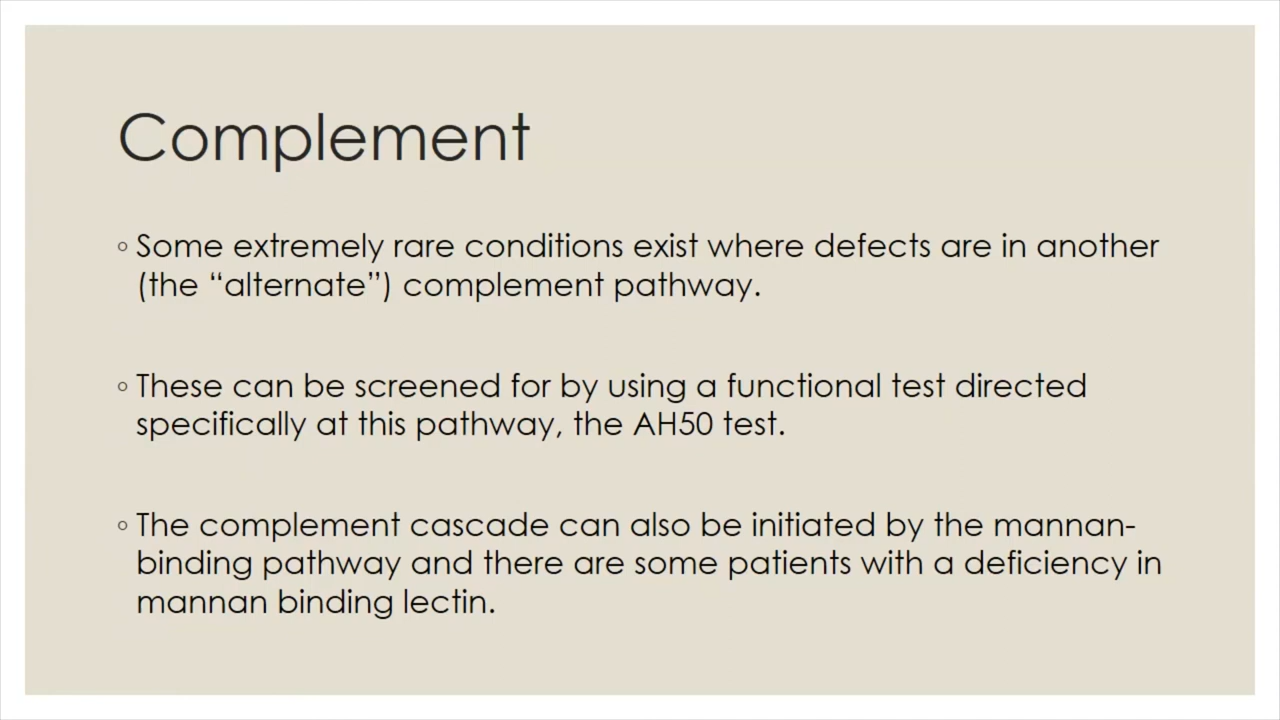 Complement
◦ Some extremely rare conditions exist where defects are in another
(the “alternate”) complement pathway.
◦ These can be screened for by using a functional test directed
specifically at this pathway, the AH50 test.
◦ The complement cascade can also be initiated by the mannan-
binding pathway and there are some patients with a deficiency in
mannan binding lectin.